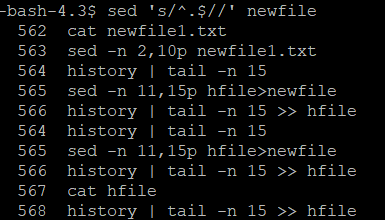 -bash-4.3$ sed 's/^.$//' newfile
562 cat newfile1.txt
563 sed -n 2,10p newfile1.txt
564 history | tail -n 15
565 sed -n 11,15p hfile>newfile
566 history | tail -n 15 >> hfile
564 history | tail -n 15
565 sed -n 11,15p hfile>newfile
566 history | tail -n 15 >> hfile
567 cat hfile
568 history | tail -n 15 >> hfile